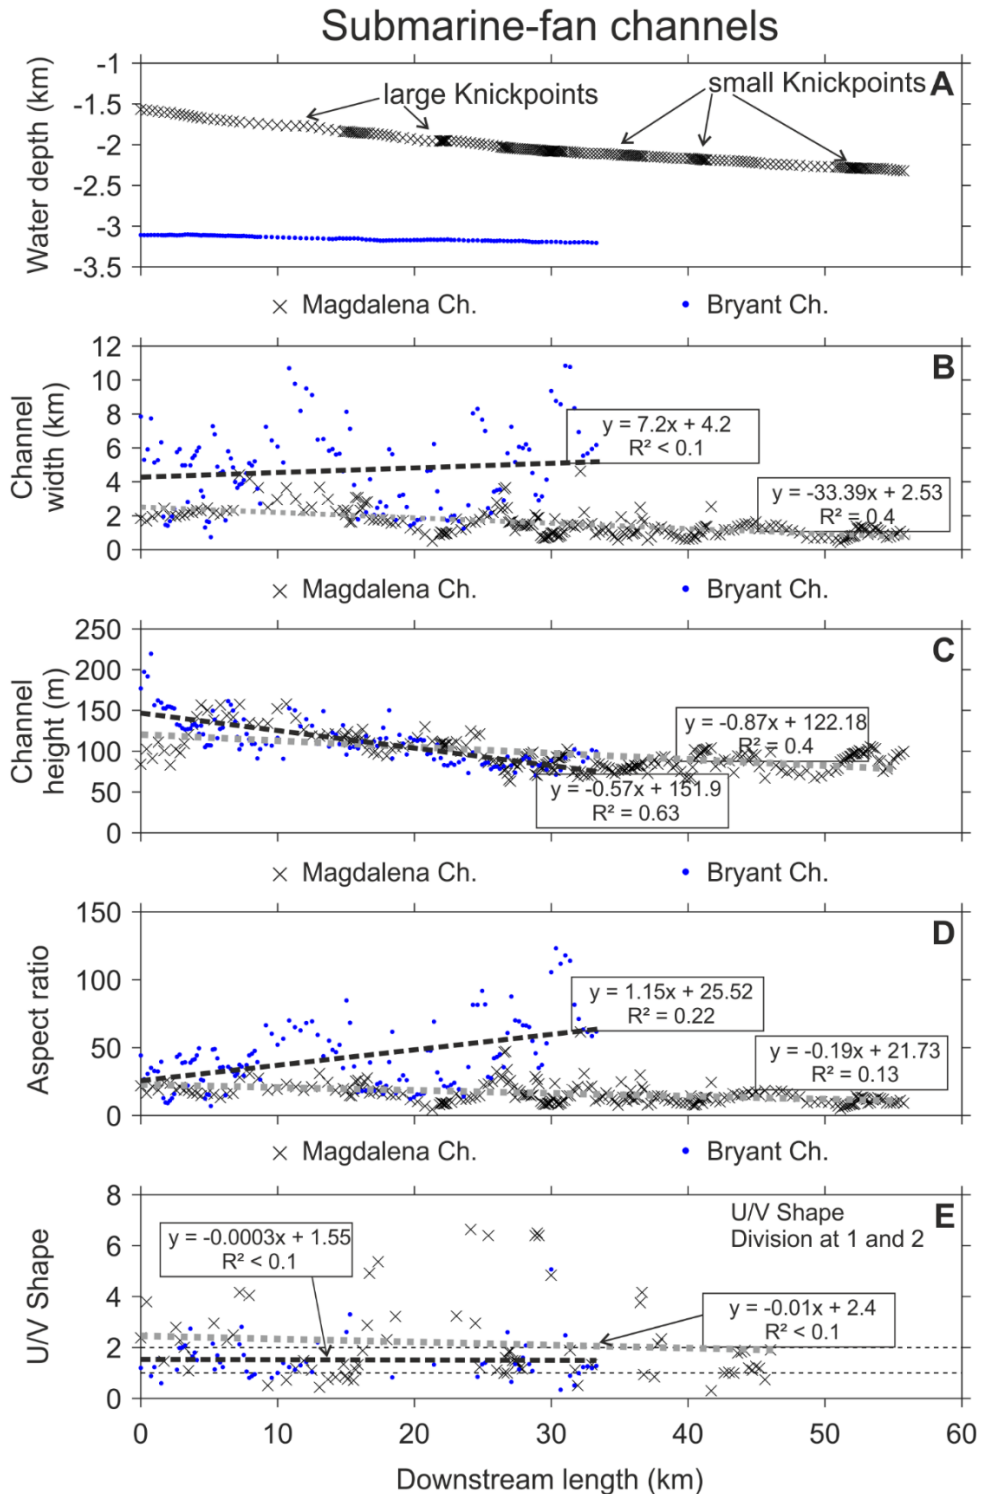 Submarine-fan channels
A
Water depth (km)
-1
-1.5
-2
-2.5
-3
-3.5
large Knickpoints
small Knickpoints
Magdalena Ch.
Bryant Ch.
B
Channel
width (km)
12
10
8
6
4
2
0
y = 7.2x + 4.2
R² < 0.1
y = -33.39x + 2.53
R² = 0.4
Magdalena Ch.
Bryant Ch.
C
Channel
height (m)
250
200
150
100
50
0
y = -0.87x + 122.18
R² = 0.4
y = -0.57x + 151.9
R² = 0.63
Magdalena Ch.
Bryant Ch.
D
Aspect ratio
150
100
50
0
y = 1.15x + 25.52
R² = 0.22
y = -0.19x + 21.73
R² = 0.13
Magdalena Ch.
Bryant Ch.
E
U/V Shape
8
6
4
2
0
U/V Shape
Division at 1 and 2
y = -0.0003x + 1.55
R² < 0.1
y = -0.01x + 2.4
R² < 0.1
0 10 20 30 40 50 60
Downstream length (km)